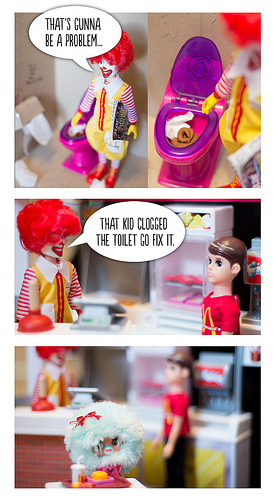 THAT'S GUNNA
BE A PROBLEM...
THAT KID CLOGGED
THE TOILET GO FIX IT.